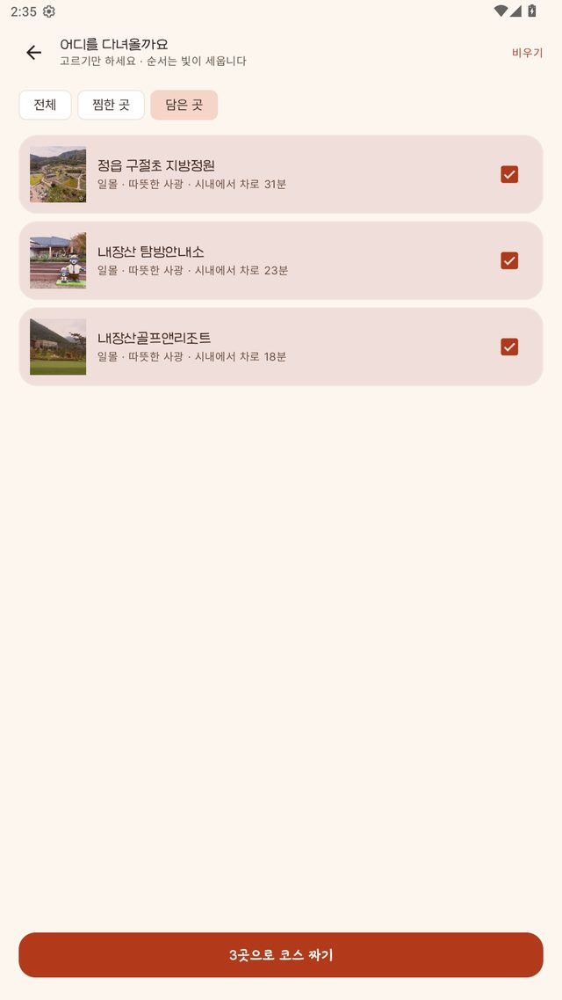 2:35
어디를 다녀올까요
고르기만 하세요 · 순서는 빛이 세웁니다
비우기
전체
찜한 곳
담은 곳
정읍 구절초 지방정원
일몰 · 따뜻한 사광 · 시내에서 차로 31분
내장산 탐방안내소
일몰 · 따뜻한 사광 · 시내에서 차로 23분
내장산골프앤리조트
일몰 · 따뜻한 사광 · 시내에서 차로 18분
3곳으로 코스 짜기